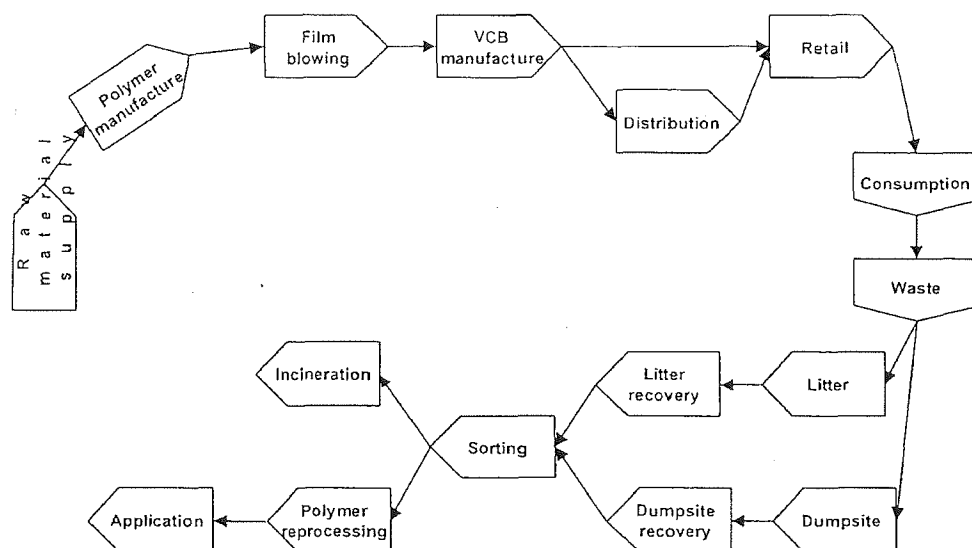 Raw
material
supply
Polymer
manufacture
Film
blowing
VCB
manufacture
Distribution
Retail
Consumption
Waste
Litter
Litter
recovery
Dumpsite
Dumpsite
recovery
Sorting
Incineration
Polymer
reprocessing
Application